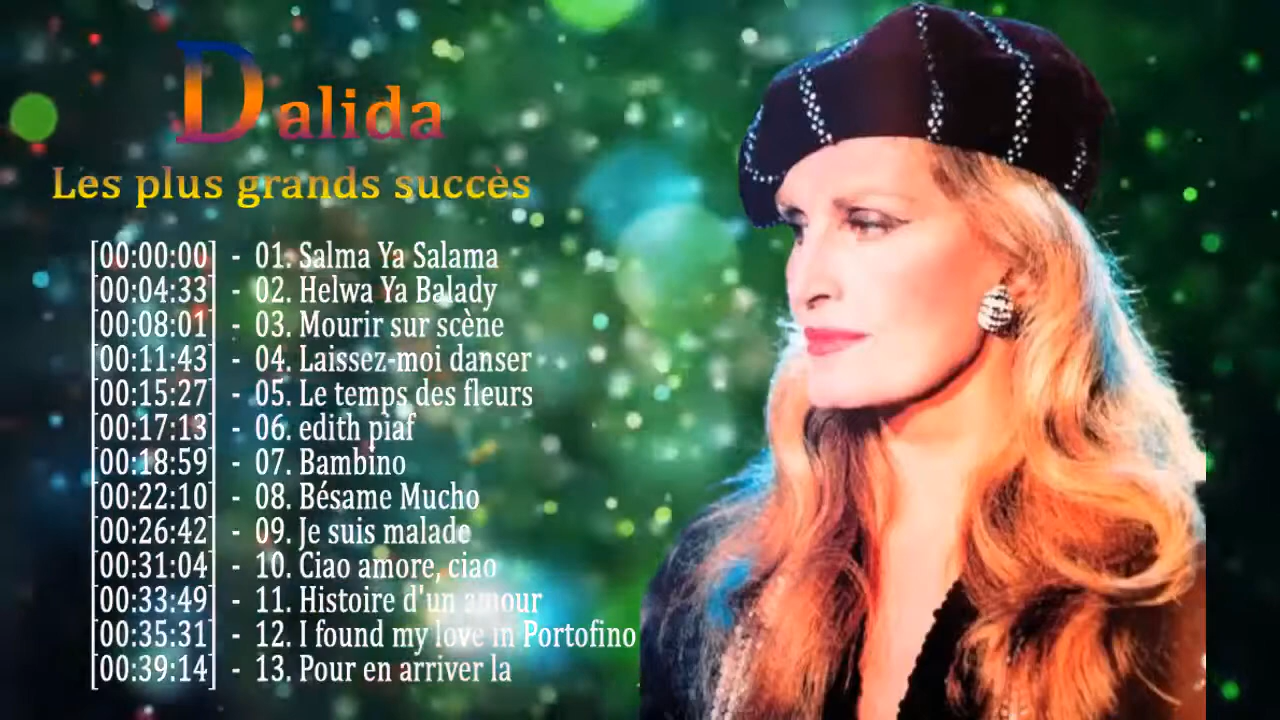 Dalida
Les plus grands succès
[00:00:00] - 01. Salma Ya Salama
[00:04:33] - 02. Helwa Ya Balady
[00:08:01] - 03. Mourir sur scène
[00:11:43] - 04. Laissez-moi danser
[00:15:27] - 05. Le temps des fleurs
[00:17:13] - 06. edith piaf
[00:18:59] - 07. Bambino
[00:22:10] - 08. Bésame Mucho
[00:26:42] - 09. Je suis malade
[00:31:04] - 10. Ciao amore, ciao
[00:33:49] - 11. Histoire d'un amour
[00:35:31] - 12. I found my love in Portofino
[00:39:14] - 13. Pour en arriver la